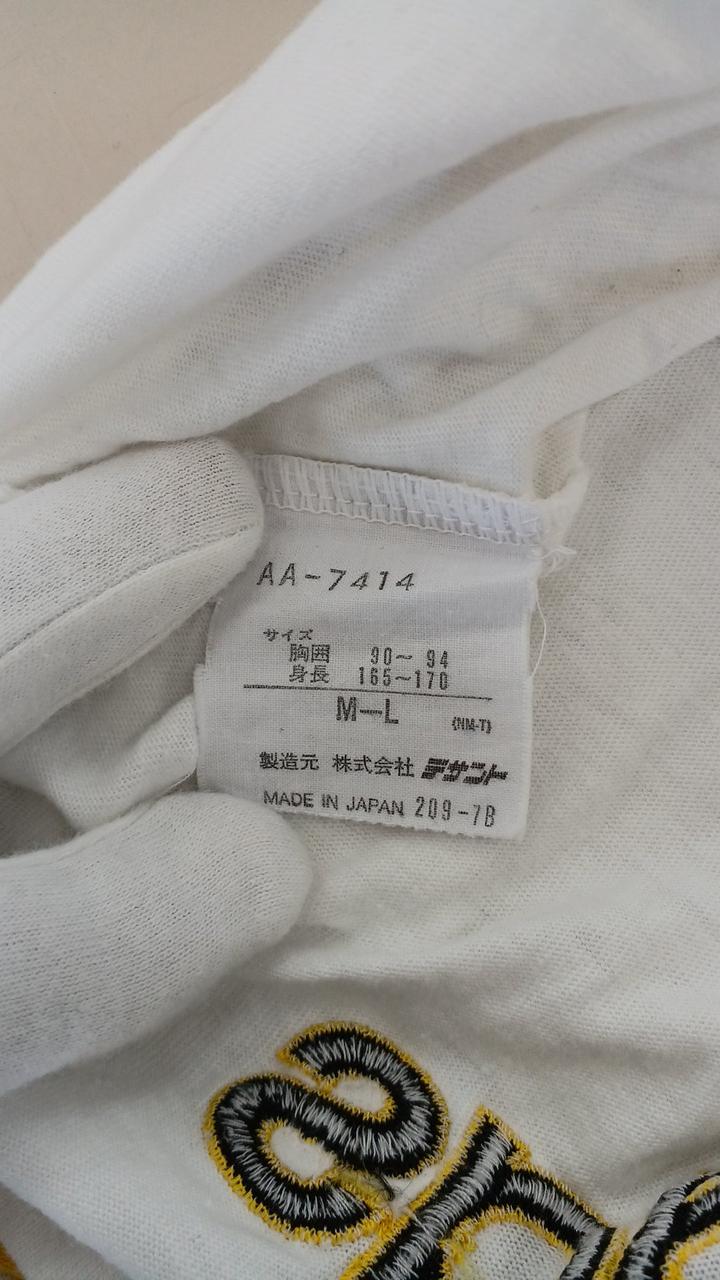 AA-7414
サイズ
胸囲 90~94
身長 165~170
M-L (NM-T)
製造元 株式会社 デサント
MADE IN JAPAN 209-7B